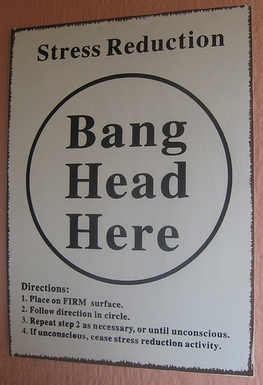 Stress Reduction
Bang
Head
Here
Directions:
1. Place on FIRM surface.
2. Follow direction in circle.
3. Repeat step 2 as necessary, or until unconscious.
4. If unconscious, cease stress reduction activity.